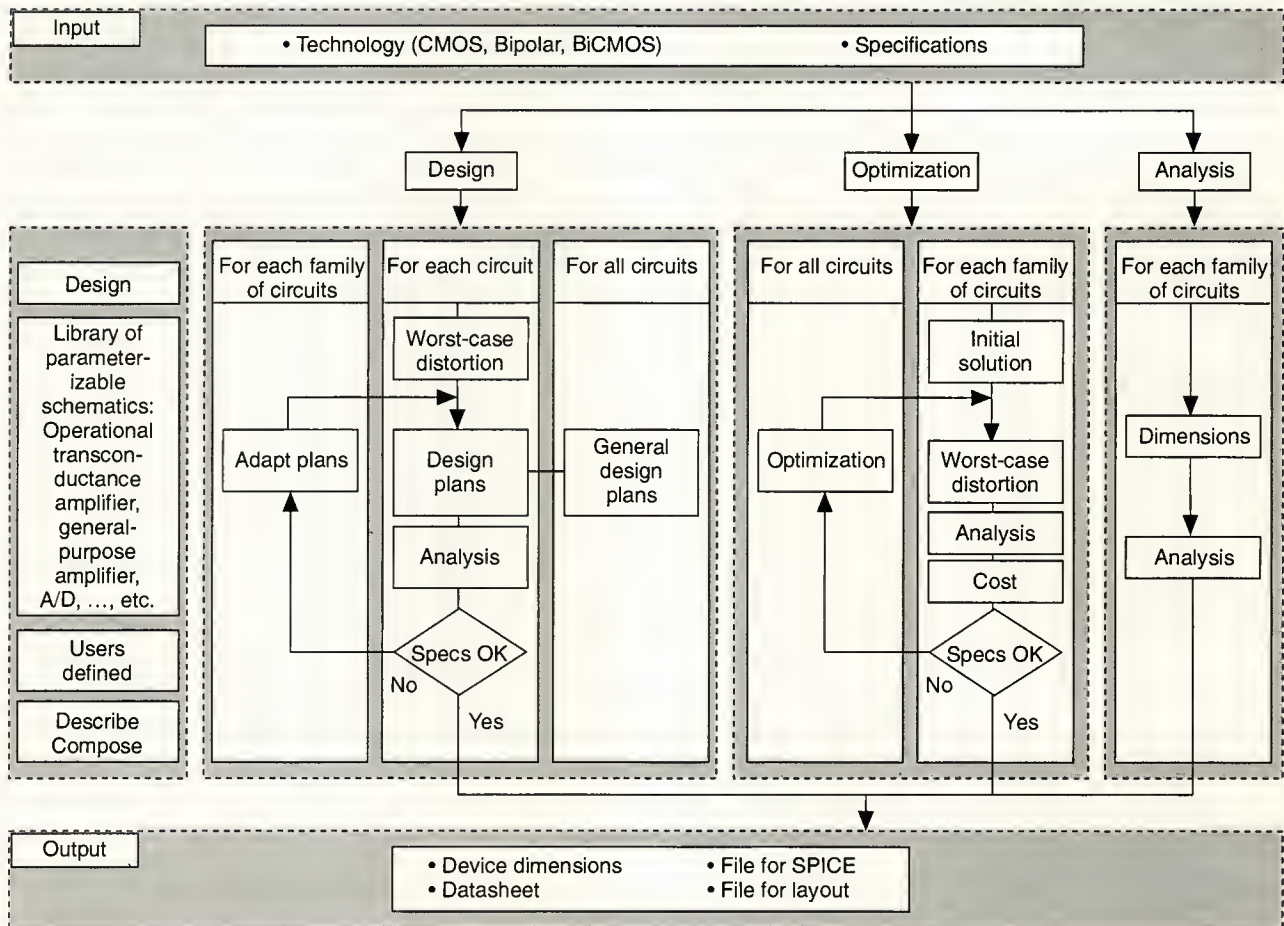 Input
• Technology (CMOS, Bipolar, BiCMOS)
• Specifications
Design
Optimization
Analysis
Design
Library of
parameter-
izable
schematics:
Operational
transcon-
ductance
amplifier,
general-
purpose
amplifier,
A/D, ..., etc.
Users
defined
Describe
Compose
For each family
of circuits
Adapt plans
For each circuit
Worst-case
distortion
Design
plans
Analysis
Specs OK
No
Yes
For all circuits
General
design
plans
For all circuits
Optimization
For each family
of circuits
Initial
solution
Worst-case
distortion
Analysis
Cost
Specs OK
No
Yes
For each family
of circuits
Dimensions
Analysis
Output
• Device dimensions
• Datasheet
• File for SPICE
• File for layout